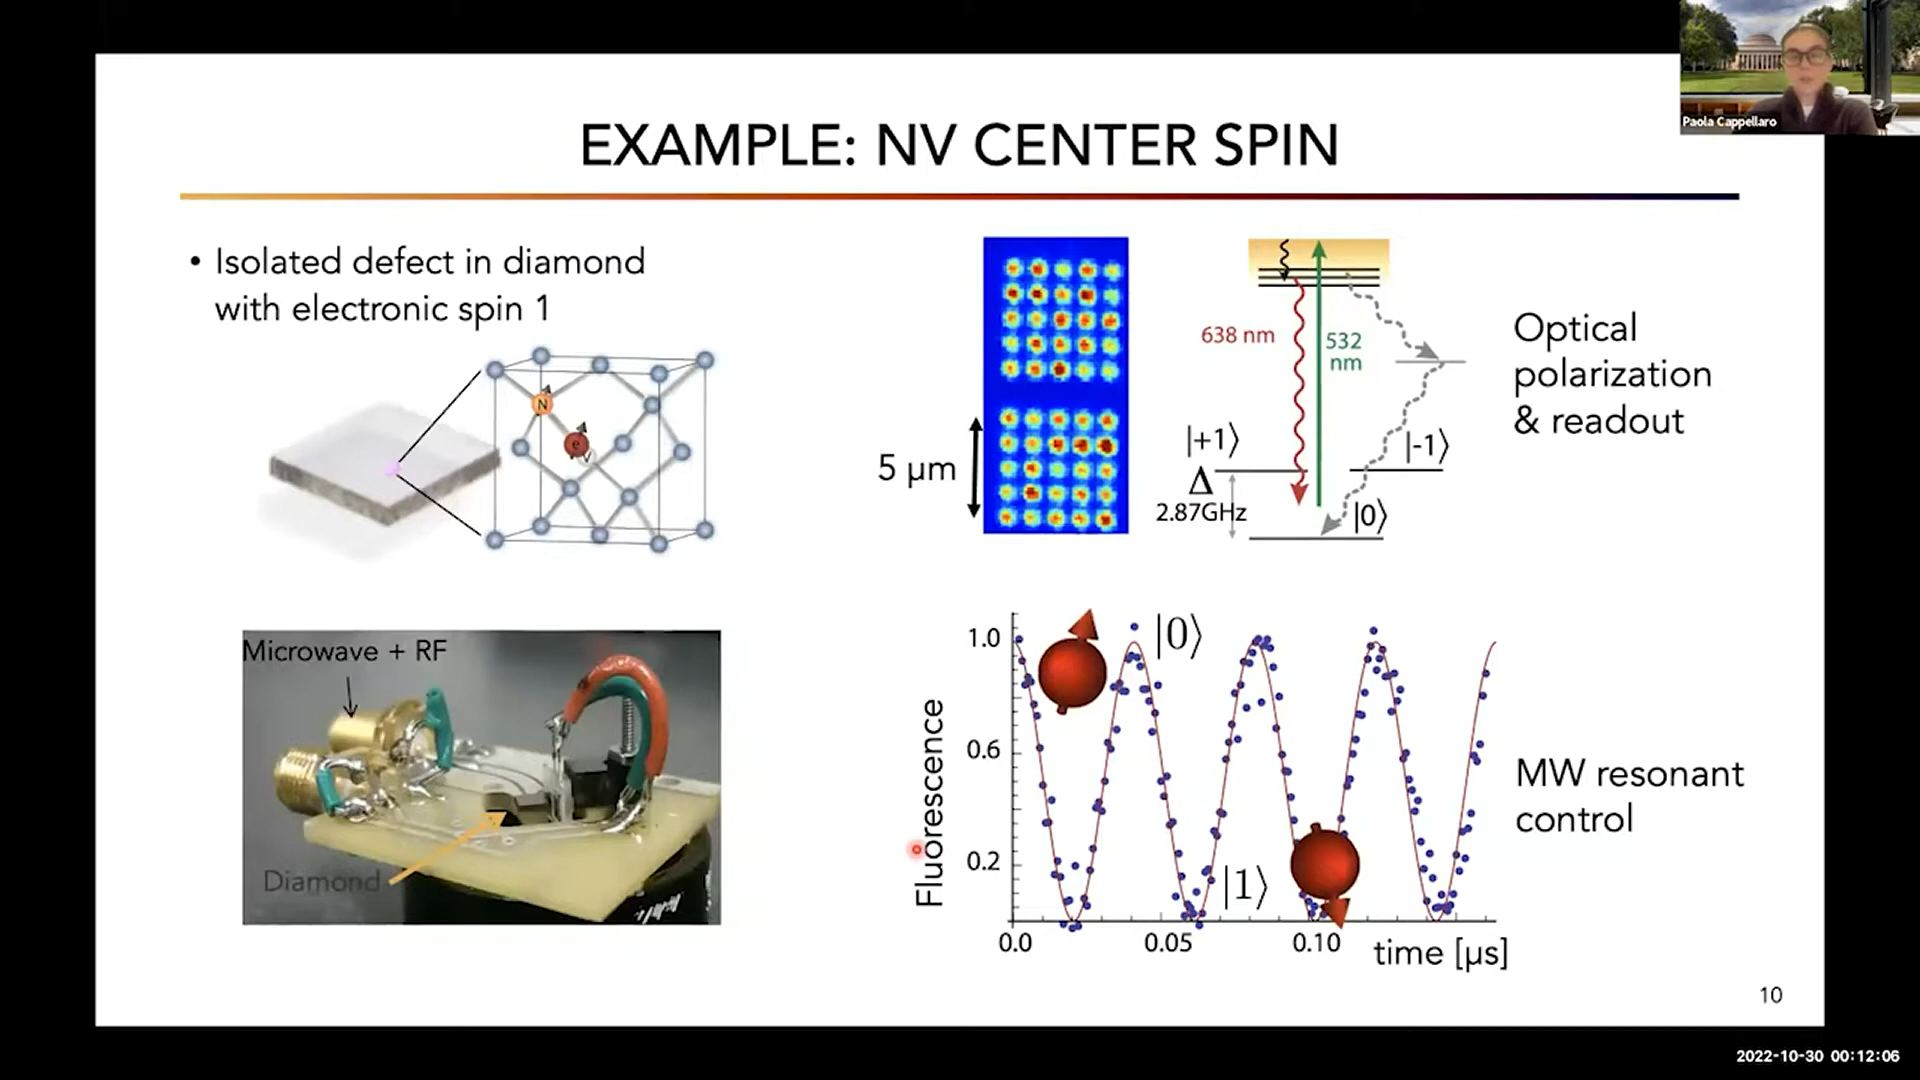 Paola Cappellaro
EXAMPLE: NV CENTER SPIN
• Isolated defect in diamond
with electronic spin 1
N
e
5 µm
638 nm
532
nm
|+1⟩
|-1⟩
Δ
2.87GHz
|0⟩
Optical
polarization
& readout
Microwave + RF
Diamond
Fluorescence
1.0
0.6
0.2
|0⟩
|1⟩
0.0
0.05
0.10
time [µs]
MW resonant
control
10
2022-10-30 00:12:06